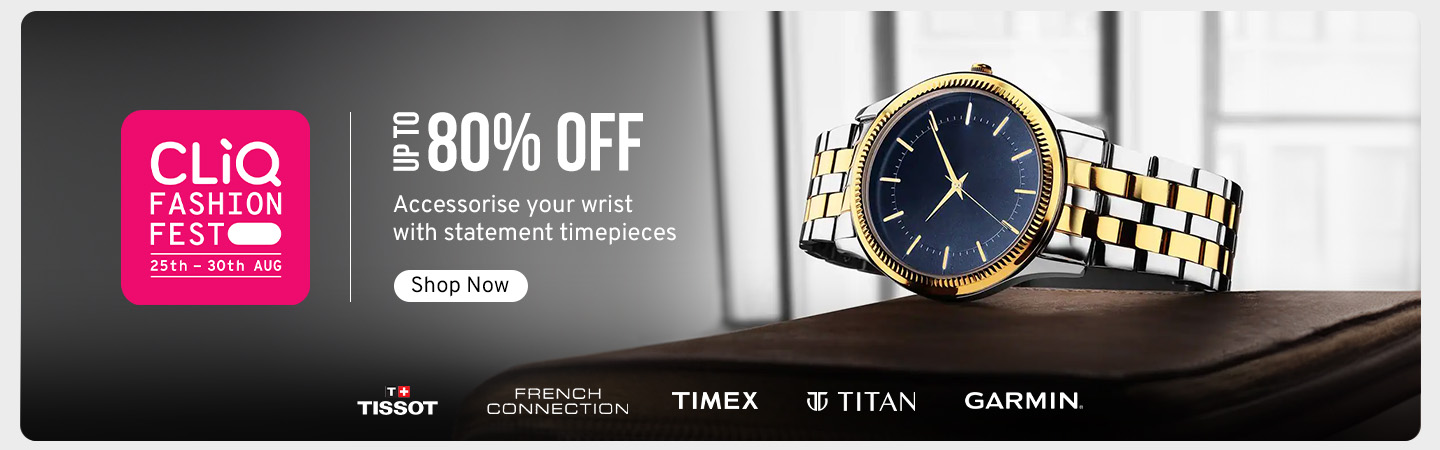 CLiQ
FASHION
FEST
25th – 30th AUG
UP TO 80% OFF
Accessorise your wrist
with statement timepieces
Shop Now
T+
TISSOT
FRENCH
CONNECTION
TIMEX
TITAN
GARMIN.